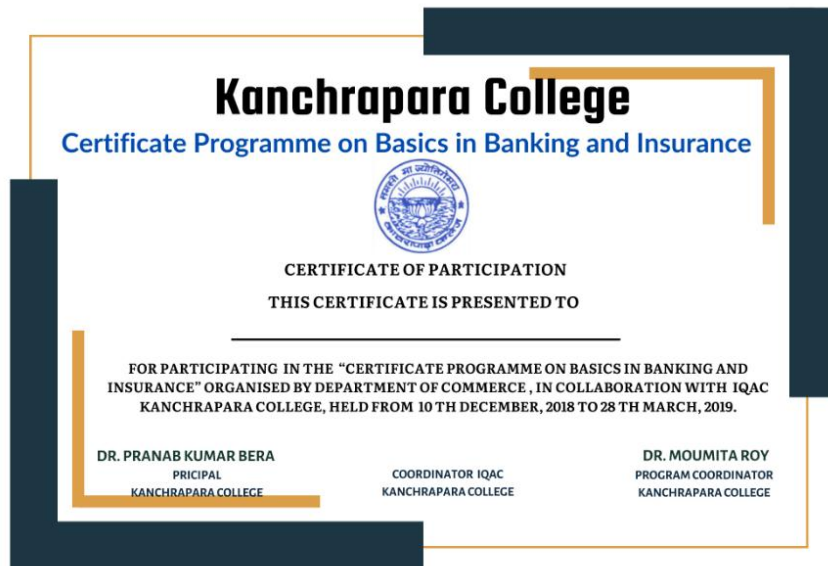 Kanchrapara College
Certificate Programme on Basics in Banking and Insurance
तमसो मा ज्योतिर्गमय
CERTIFICATE OF PARTICIPATION
THIS CERTIFICATE IS PRESENTED TO
FOR PARTICIPATING IN THE “CERTIFICATE PROGRAMME ON BASICS IN BANKING AND
INSURANCE” ORGANISED BY DEPARTMENT OF COMMERCE , IN COLLABORATION WITH IQAC
KANCHRAPARA COLLEGE, HELD FROM 10 TH DECEMBER, 2018 TO 28 TH MARCH, 2019.
DR. PRANAB KUMAR BERA
PRICIPAL
KANCHRAPARA COLLEGE
COORDINATOR IQAC
KANCHRAPARA COLLEGE
DR. MOUMITA ROY
PROGRAM COORDINATOR
KANCHRAPARA COLLEGE